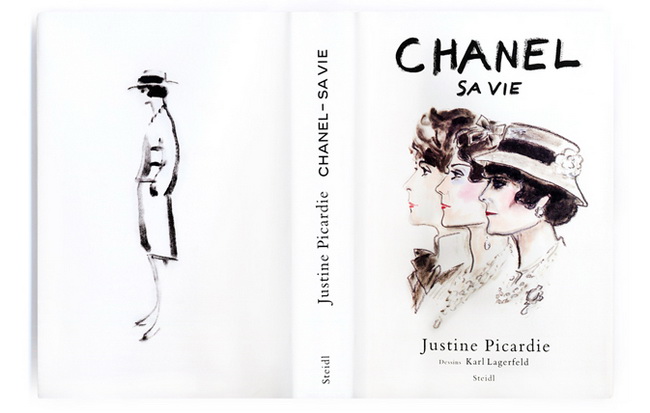 Justine Picardie CHANEL – SA VIE
Steidl
CHANEL
SA VIE
Justine Picardie
Dessins Karl Lagerfeld
Steidl